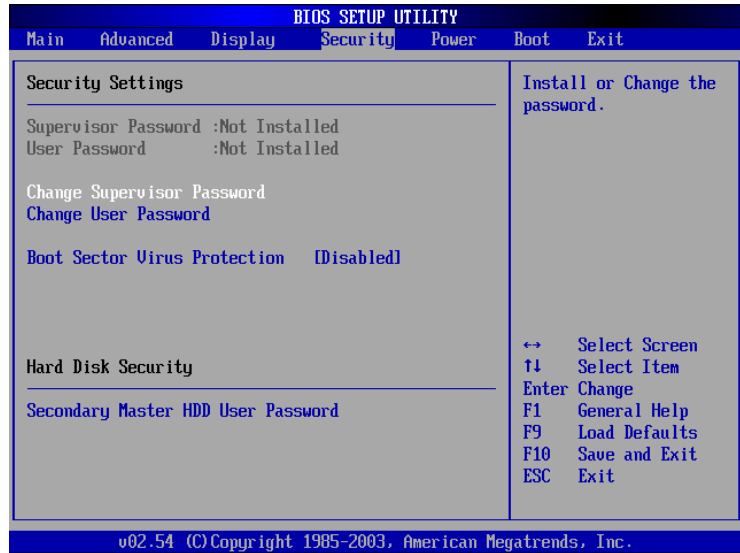 BIOS SETUP UTILITY
Main Advanced Display Security Power Boot Exit
Security Settings
Supervisor Password :Not Installed
User Password :Not Installed
Change Supervisor Password
Change User Password
Boot Sector Virus Protection [Disabled]
Hard Disk Security
Secondary Master HDD User Password
Install or Change the
password.
↔ Select Screen
↑↓ Select Item
Enter Change
F1 General Help
F9 Load Defaults
F10 Save and Exit
ESC Exit
v02.54 (C)Copyright 1985-2003, American Megatrends, Inc.